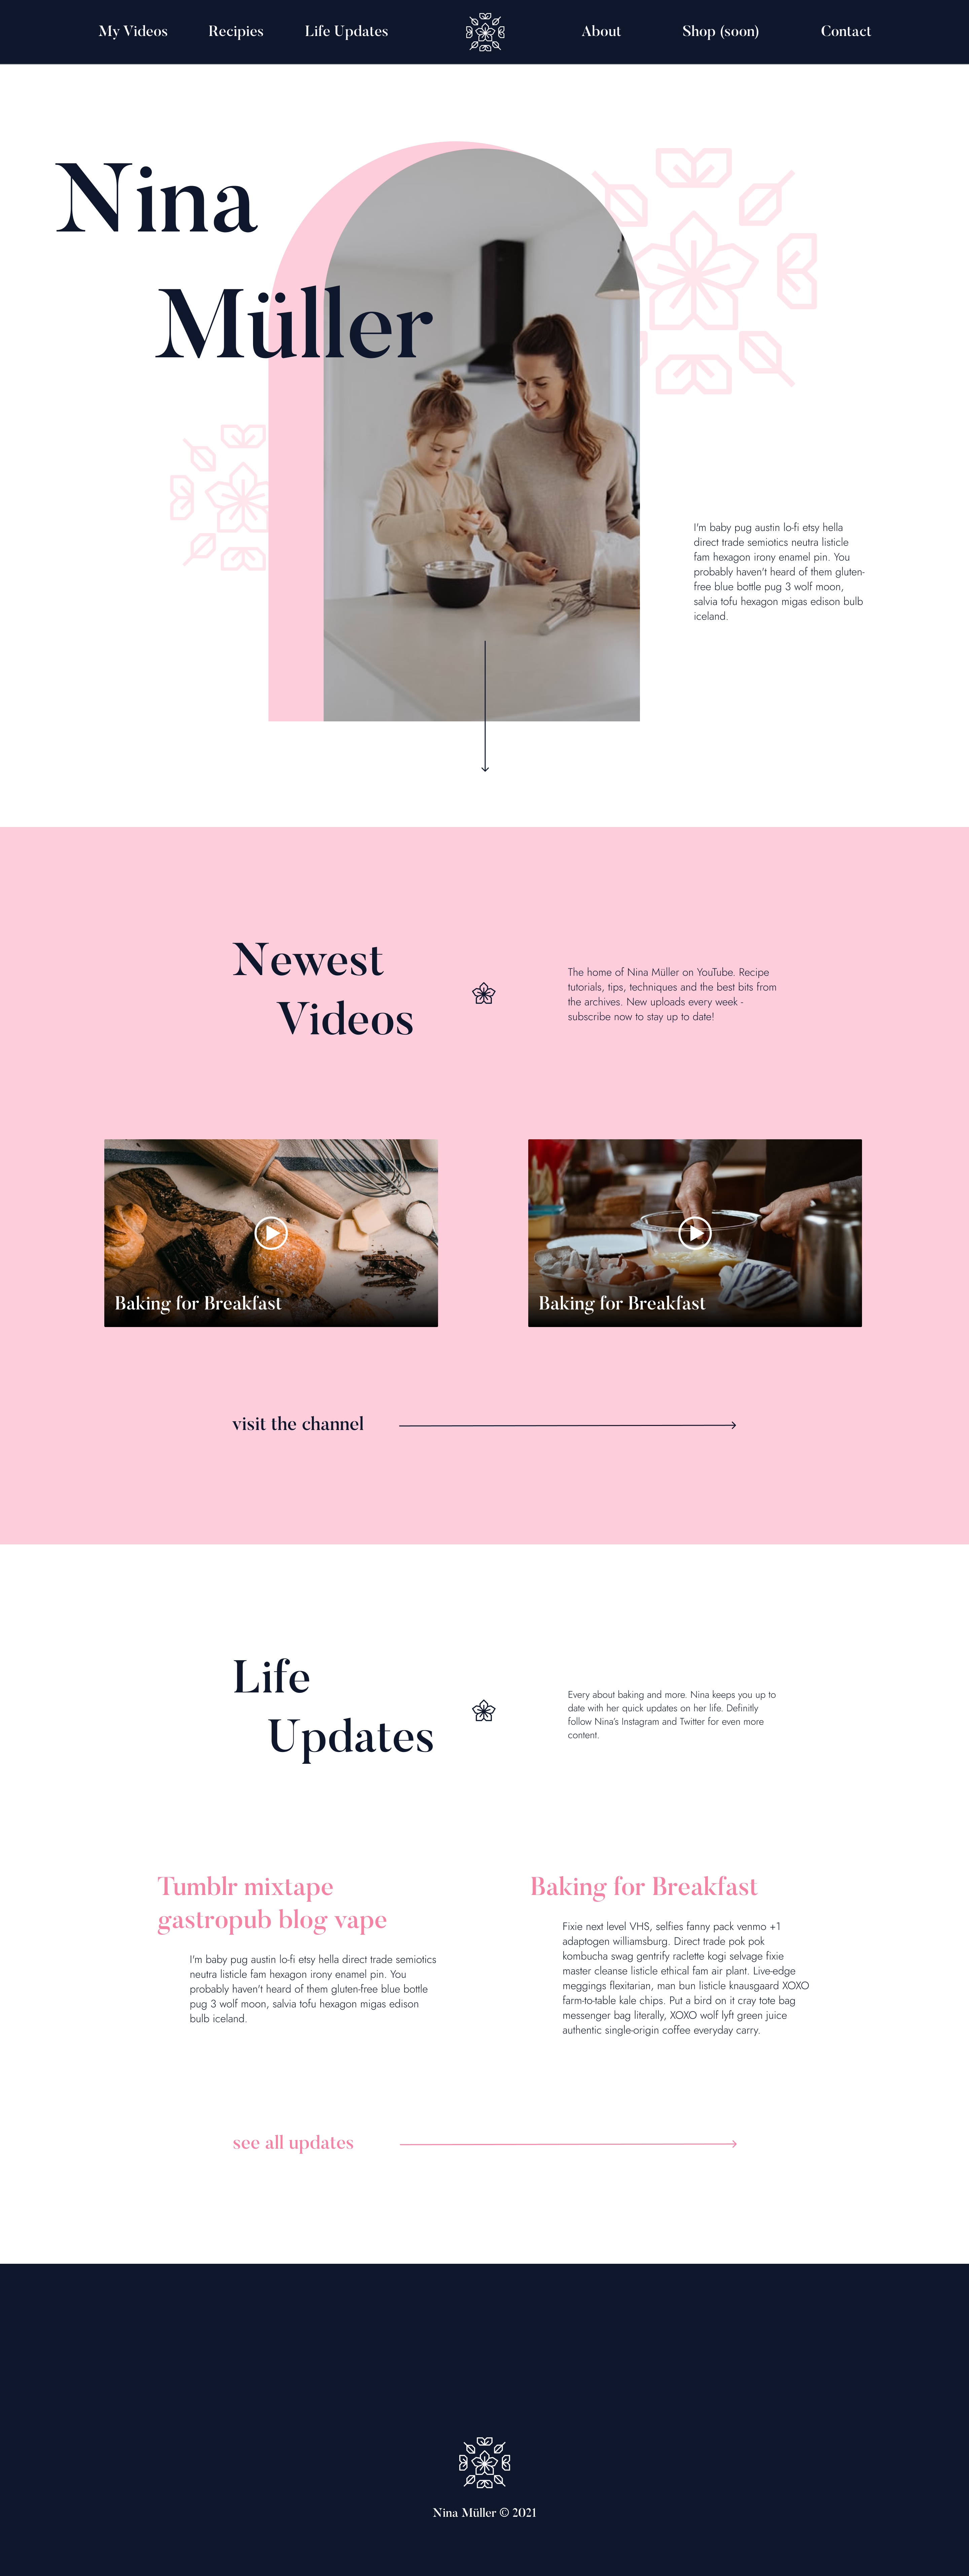 My Videos Recipies Life Updates About Shop (soon) Contact
Nina
Müller
I'm baby pug austin lo-fi etsy hella
direct trade semiotics neutra listicle
fam hexagon irony enamel pin. You
probably haven't heard of them gluten-
free blue bottle pug 3 wolf moon,
salvia tofu hexagon migas edison bulb
iceland.
Newest
Videos
The home of Nina Müller on YouTube. Recipe
tutorials, tips, techniques and the best bits from
the archives. New uploads every week -
subscribe now to stay up to date!
Baking for Breakfast
Baking for Breakfast
visit the channel
Life
Updates
Every about baking and more. Nina keeps you up to
date with her quick updates on her life. Definitly
follow Nina's Instagram and Twitter for even more
content.
Tumblr mixtape
gastropub blog vape
I'm baby pug austin lo-fi etsy hella direct trade semiotics
neutra listicle fam hexagon irony enamel pin. You
probably haven't heard of them gluten-free blue bottle
pug 3 wolf moon, salvia tofu hexagon migas edison
bulb iceland.
Baking for Breakfast
Fixie next level VHS, selfies fanny pack venmo +1
adaptogen williamsburg. Direct trade pok pok
kombucha swag gentrify raclette kogi selvage fixie
master cleanse listicle ethical fam air plant. Live-edge
meggings flexitarian, man bun listicle knausgaard XOXO
farm-to-table kale chips. Put a bird on it cray tote bag
messenger bag literally, XOXO wolf lyft green juice
authentic single-origin coffee everyday carry.
see all updates
Nina Müller © 2021